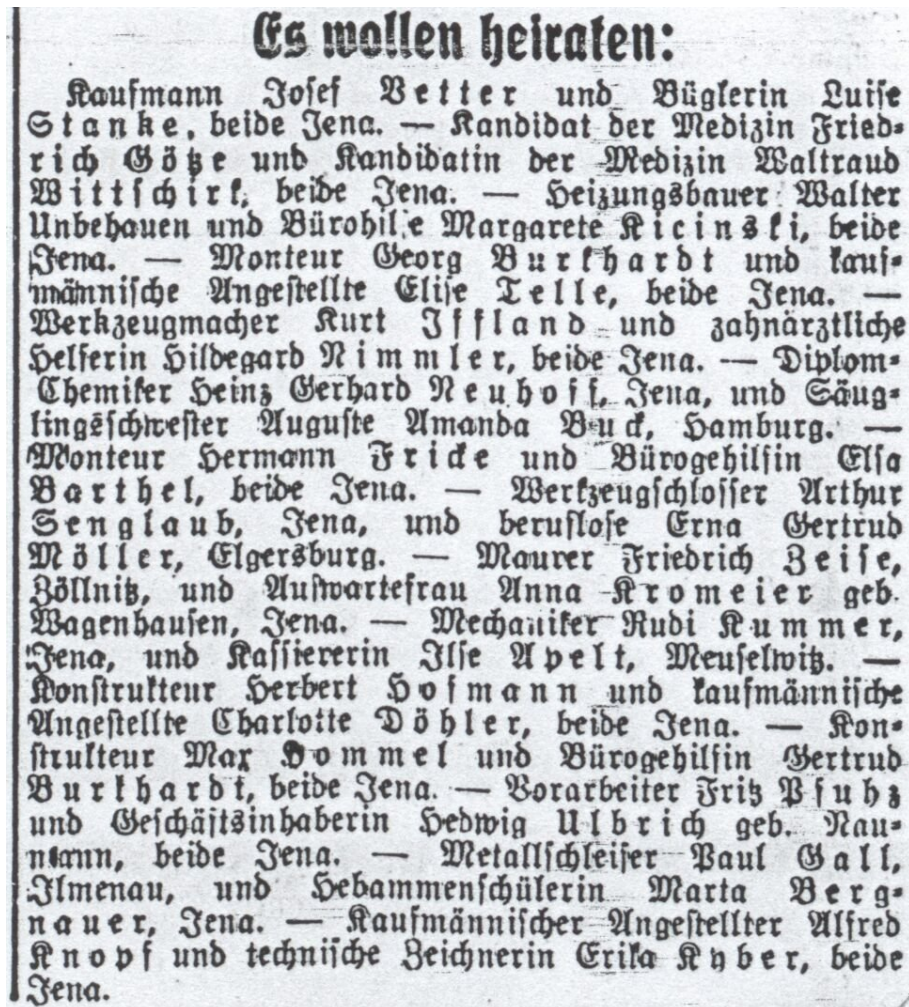 Es wollen heiraten:
Kaufmann Josef Vetter und Büglerin Luise
Stanke, beide Jena. — Kandidat der Medizin Fried-
rich Götze und Kandidatin der Medizin Waltraud
Wittschirk, beide Jena. — Heizungsbauer Walter
Unbehauen und Bürohilfe Margarete Kicinski, beide
Jena. — Monteur Georg Burkhardt und kauf-
männische Angestellte Elise Telle, beide Jena. —
Werkzeugmacher Kurt Iffland und zahnärztliche
Helferin Hildegard Nimmler, beide Jena. — Diplom-
Chemiker Heinz Gerhard Neuhoff, Jena, und Säug-
lingsschwester Auguste Amanda Buck, Hamburg. —
Monteur Hermann Fricke und Bürogehilfin Elsa
Barthel, beide Jena. — Werkzeugschlosser Arthur
Senglaub, Jena, und beruflose Erna Gertrud
Möller, Elgersburg. — Maurer Friedrich Zeise,
Zöllnitz, und Aufwartefrau Anna Kromeier geb.
Wagenhausen, Jena. — Mechaniker Rudi Kummer,
Jena, und Kassiererin Ilse Apelt, Meuselwitz. —
Konstrukteur Herbert Hofmann und kaufmännische
Angestellte Charlotte Döhler, beide Jena. — Kon-
strukteur Max Hommel und Bürogehilfin Gertrud
Burkhardt, beide Jena. — Vorarbeiter Fritz Pfuhz
und Geschäftsinhaberin Hedwig Ulbrich geb. Nau-
mann, beide Jena. — Metallschleifer Paul Gall,
Ilmenau, und Hebammenschülerin Marta Berg-
nauer, Jena. — Kaufmännischer Angestellter Alfred
Knopf und technische Zeichnerin Erika Kyber, beide
Jena.